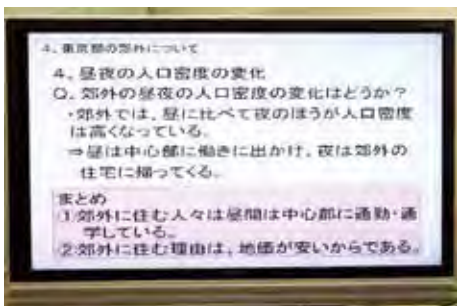 4、東京都の郊外について
4、昼夜の人口密度の変化
Q、郊外の昼夜の人口密度の変化はどうか？
・郊外では、昼に比べて夜のほうが人口密度
は高くなっている。
⇒昼は中心部に働きに出かけ、夜は郊外の
住宅に帰ってくる。
まとめ
①郊外に住む人々は昼間は中心部に通勤・通
学している。
②郊外に住む理由は、地価が安いからである。